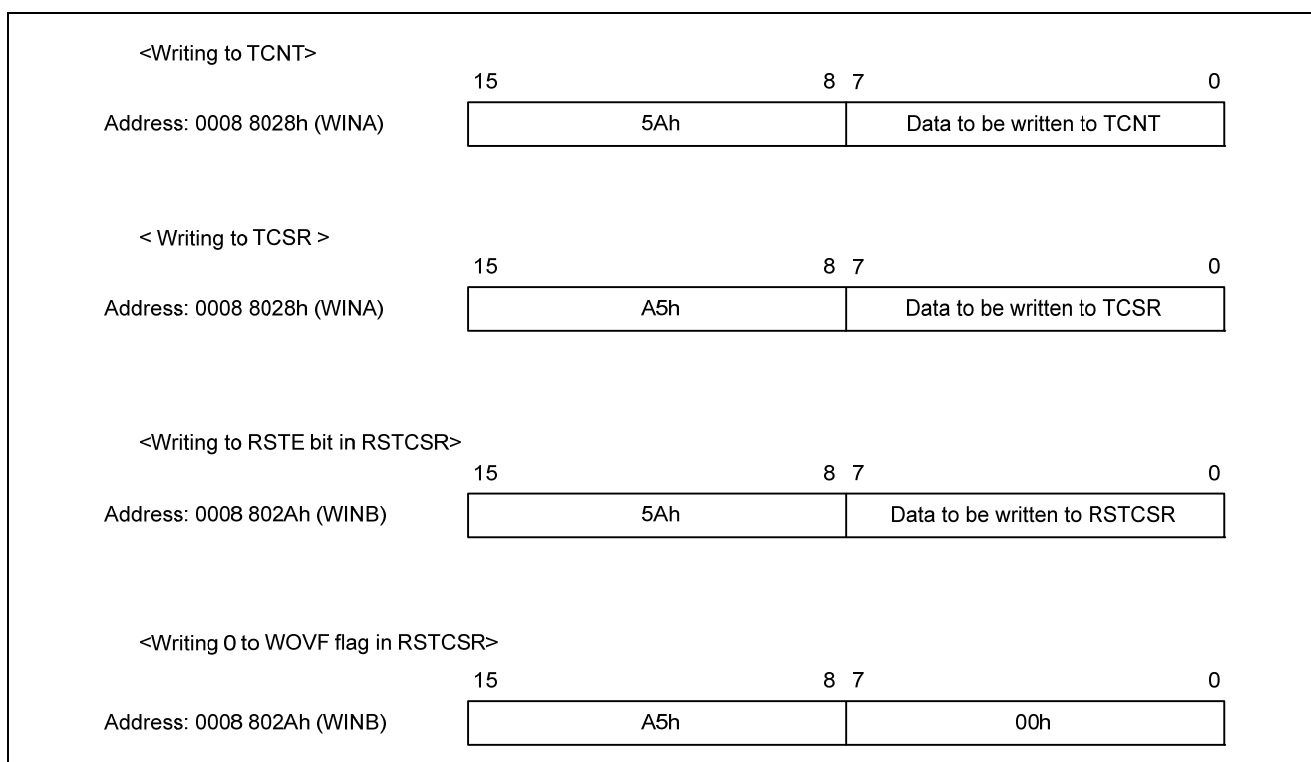 <Writing to TCNT>
15 8 7 0
Address: 0008 8028h (WINA) 5Ah Data to be written to TCNT
< Writing to TCSR >
15 8 7 0
Address: 0008 8028h (WINA) A5h Data to be written to TCSR
<Writing to RSTE bit in RSTCSR>
15 8 7 0
Address: 0008 802Ah (WINB) 5Ah Data to be written to RSTCSR
<Writing 0 to WOVF flag in RSTCSR>
15 8 7 0
Address: 0008 802Ah (WINB) A5h 00h